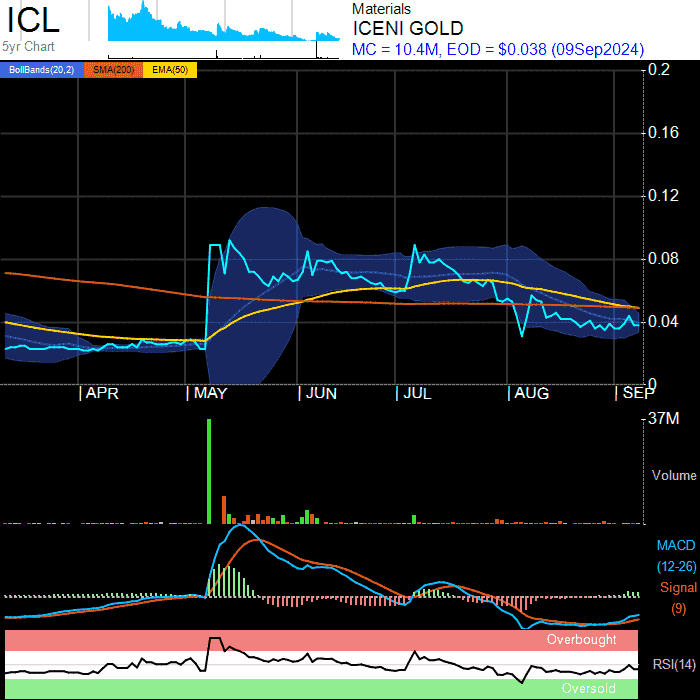 ICL
5yr Chart
Materials
ICENI GOLD
MC = 10.4M, EOD = $0.038 (09Sep2024)
BollBands(20,2) SMA(200) EMA(50)
0.2
0.16
0.12
0.08
0.04
0
APR MAY JUN JUL AUG SEP
37M
Volume
MACD
(12-26)
Signal
(9)
Overbought
RSI(14)
Oversold